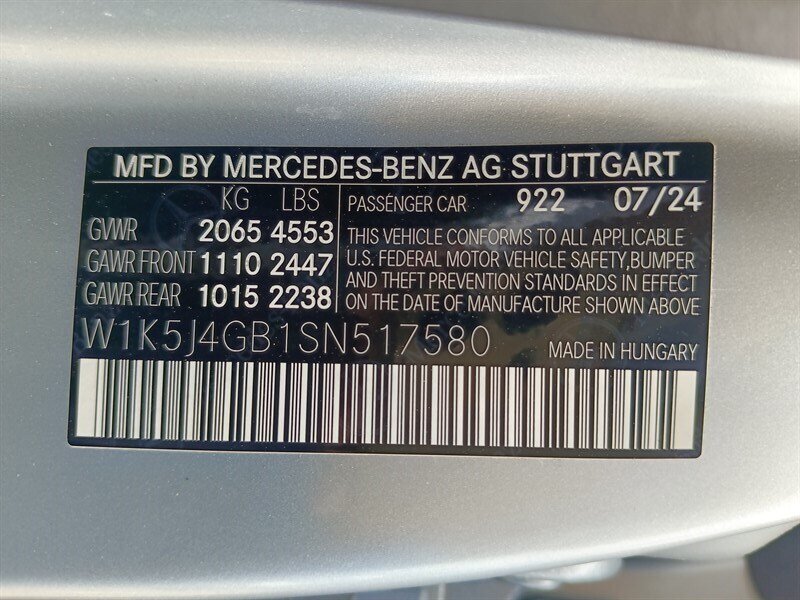 MFD BY MERCEDES-BENZ AG STUTTGART
KG LBS
GVWR 2065 4553
GAWR FRONT 1110 2447
GAWR REAR 1015 2238
PASSENGER CAR 922 07/24
THIS VEHICLE CONFORMS TO ALL APPLICABLE
U.S. FEDERAL MOTOR VEHICLE SAFETY,BUMPER
AND THEFT PREVENTION STANDARDS IN EFFECT
ON THE DATE OF MANUFACTURE SHOWN ABOVE
W1K5J4GB1SN517580
MADE IN HUNGARY